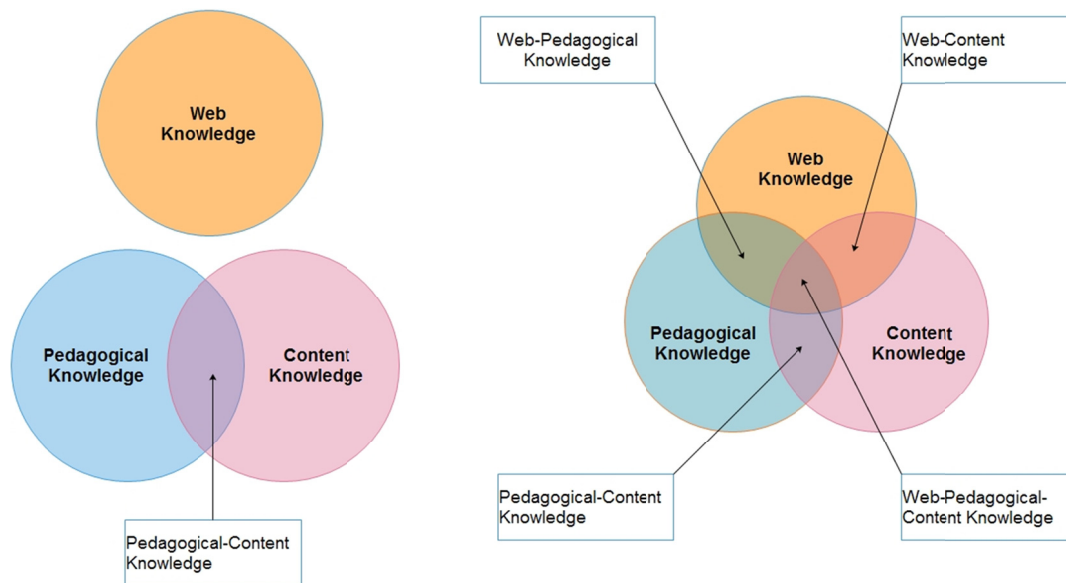 Web
Knowledge
Pedagogical
Knowledge
Content
Knowledge
Pedagogical-Content
Knowledge
Web-Pedagogical
Knowledge
Web-Content
Knowledge
Web
Knowledge
Pedagogical
Knowledge
Content
Knowledge
Pedagogical-Content
Knowledge
Web-Pedagogical-
Content Knowledge